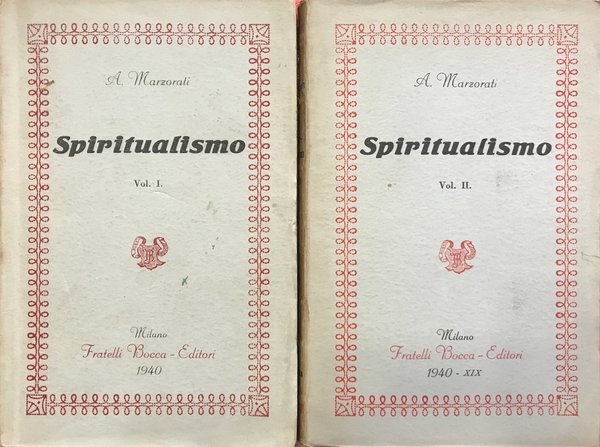 A. Marzorati
Spiritualismo
Vol. I.
Milano
Fratelli Bocca - Editori
1940
A. Marzorati
Spiritualismo
Vol. II.
Milano
Fratelli Bocca - Editori
1940 - XIX